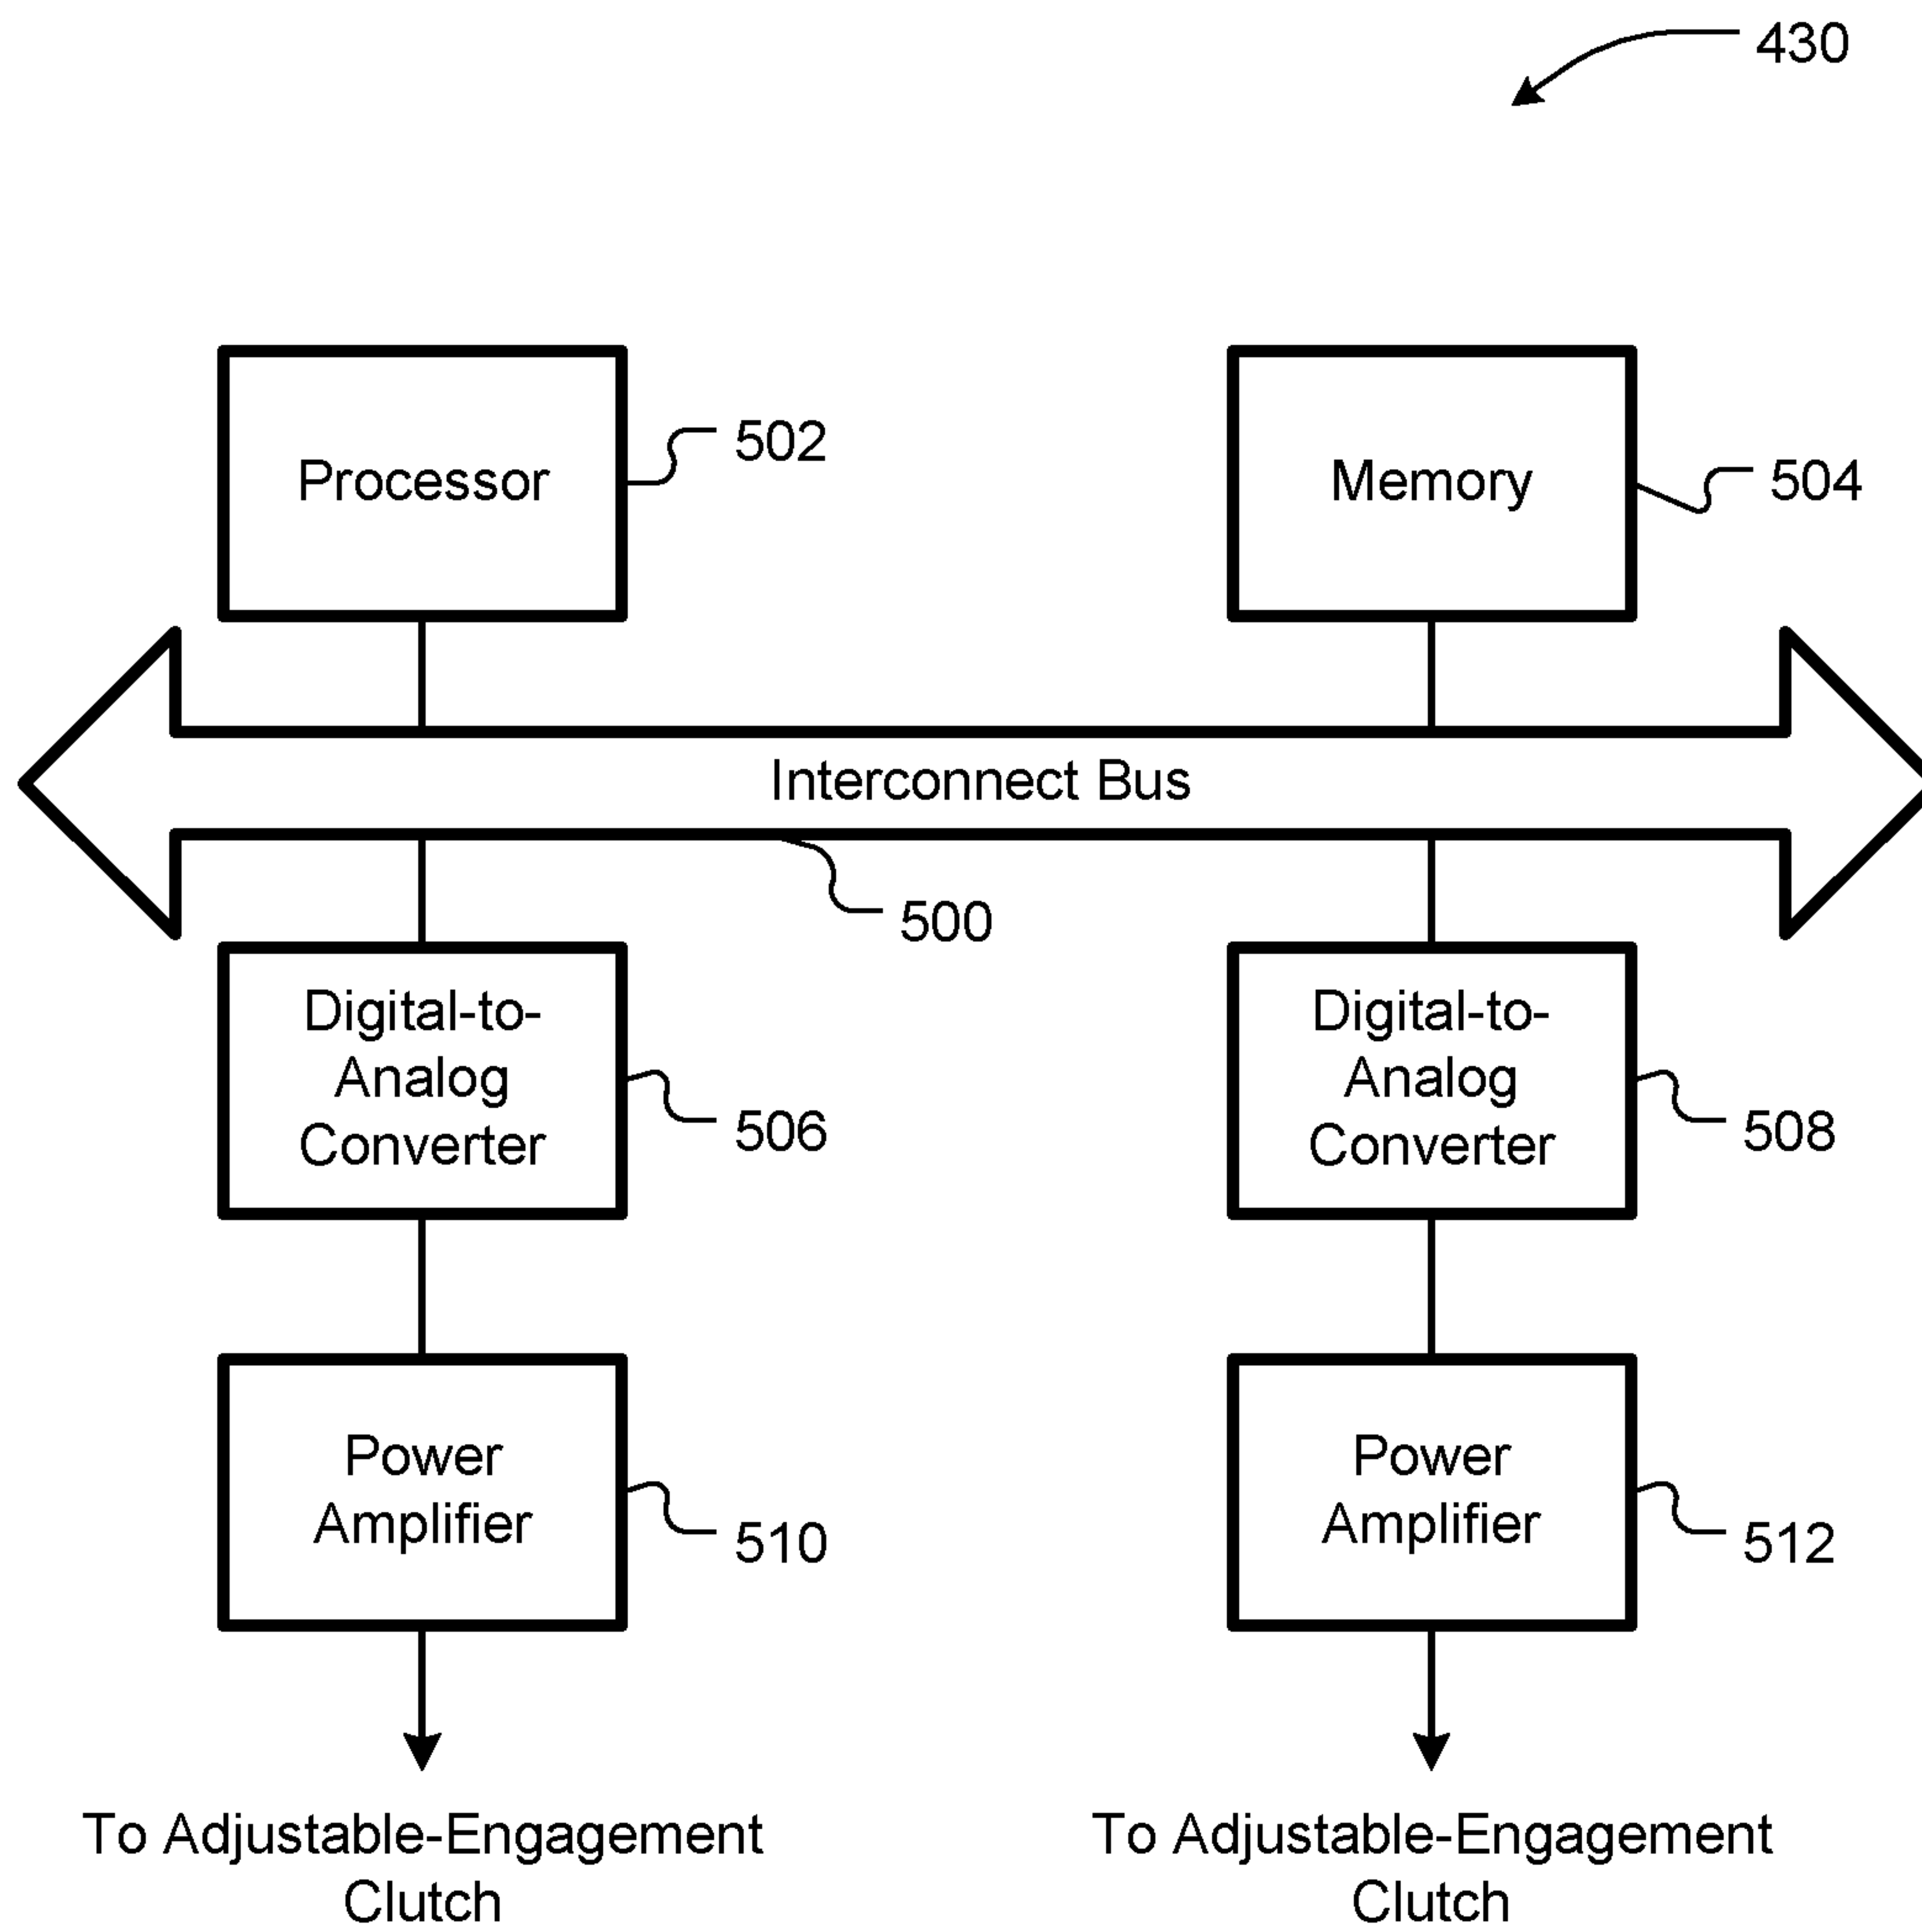 430
Processor
502
Memory
504
Interconnect Bus
500
Digital-to-
Analog
Converter
506
Digital-to-
Analog
Converter
508
Power
Amplifier
510
Power
Amplifier
512
To Adjustable-Engagement
Clutch
To Adjustable-Engagement
Clutch